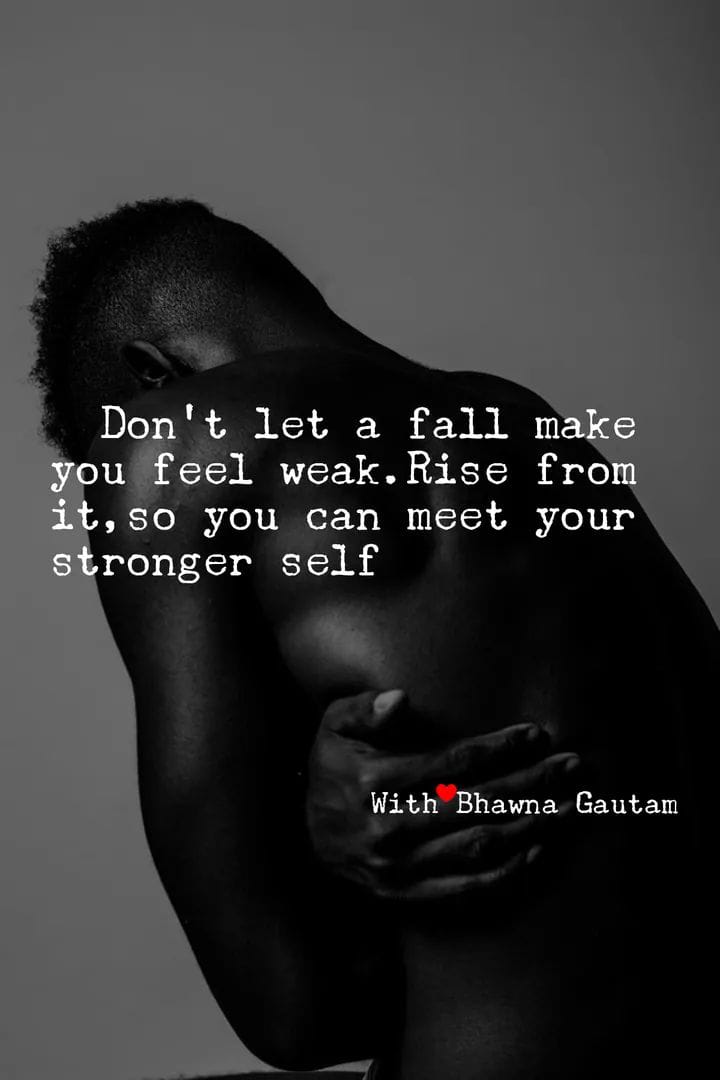 Don't let a fall make
you feel weak.Rise from
it,so you can meet your
stronger self
With❤Bhawna Gautam